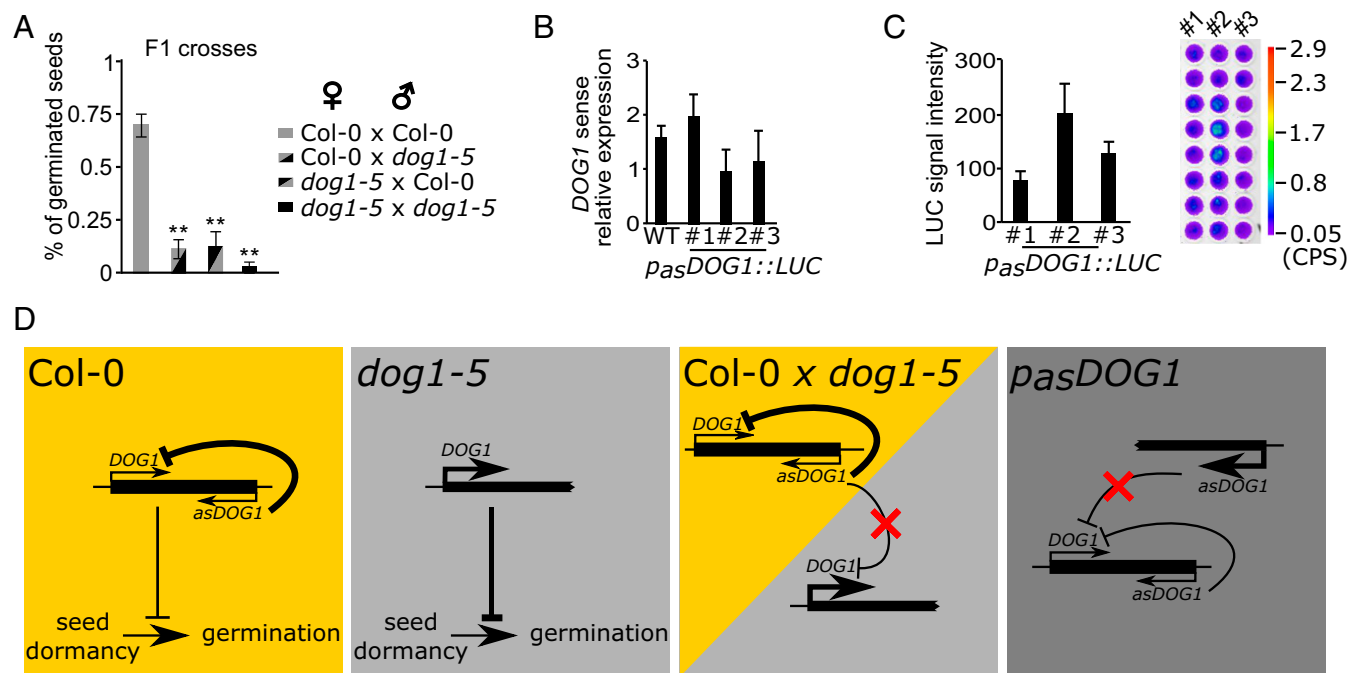 A
F1 crosses
% of germinated seeds
1
0.75
0.5
0.25
0
**
**
**
♀ ♂
Col-0 x Col-0
Col-0 x dog1-5
dog1-5 x Col-0
dog1-5 x dog1-5
B
DOG1 sense
relative expression
3
2
1
0
WT #1 #2 #3
pasDOG1::LUC
C
LUC signal intensity
300
200
100
0
#1 #2 #3
pasDOG1::LUC
#1 #2 #3
2.9
2.3
1.7
0.8
0.05
(CPS)
D
Col-0
DOG1
asDOG1
seed
dormancy
germination
dog1-5
DOG1
seed
dormancy
germination
Col-0 x dog1-5
DOG1
asDOG1
DOG1
pasDOG1
asDOG1
DOG1
asDOG1